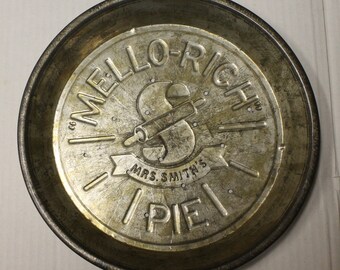 "MELLO-RICH"
S
MRS. SMITH'S
PIE